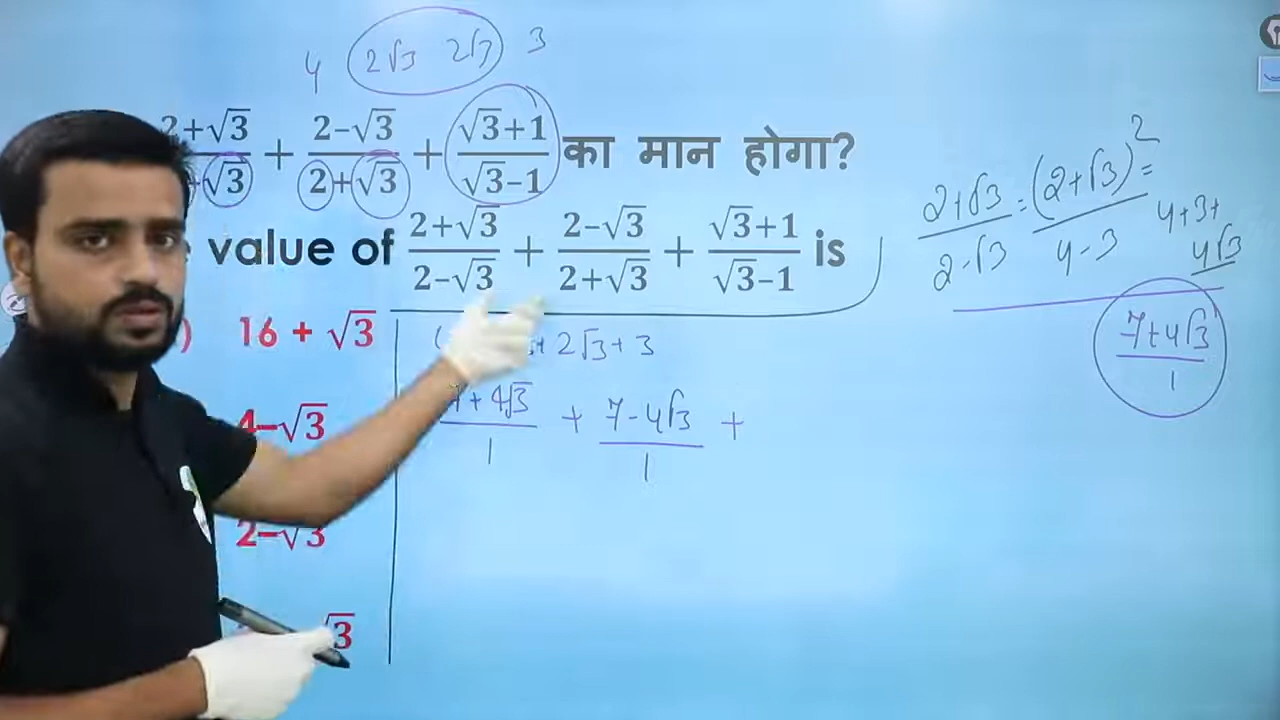 4 2√3 2√3 3
2+√3/√3 + 2−√3/2+√3 + √3+1/√3−1 का मान होगा?
value of 2+√3/2−√3 + 2−√3/2+√3 + √3+1/√3−1 is
) 16 + √3
4−√3
2−√3
√3
+ 2√3 + 3
7 + 4√3/1 + 7 - 4√3/1 +
2+√3/2-√3 = (2+√3)²/4-3 =
4+3+
4√3
7+4√3/1